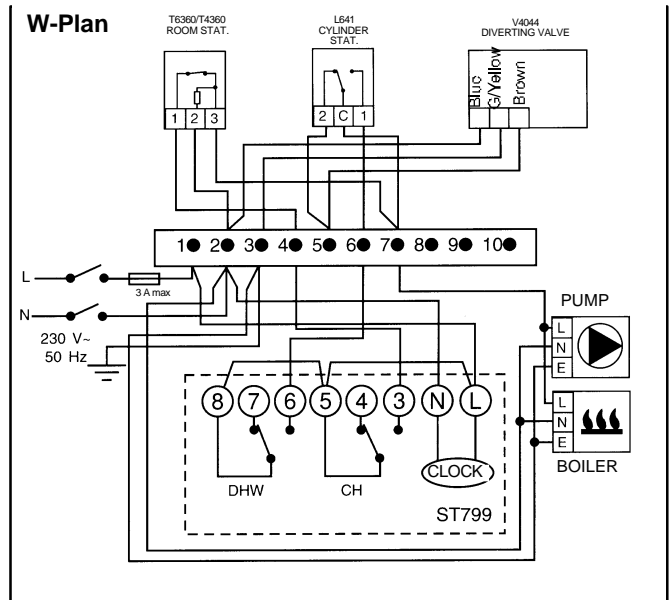 W-Plan
T6360/T4360
ROOM STAT.
L641
CYLINDER
STAT.
V4044
DIVERTING VALVE
Blue
G/Yellow
Brown
1 2 3
2 C 1
1 2 3 4 5 6 7 8 9 10
L
3 A max
N
230 V~
50 Hz
PUMP
L
N
E
8 7 6 5 4 3 N L
L
N
E
BOILER
CLOCK
DHW
CH
ST799